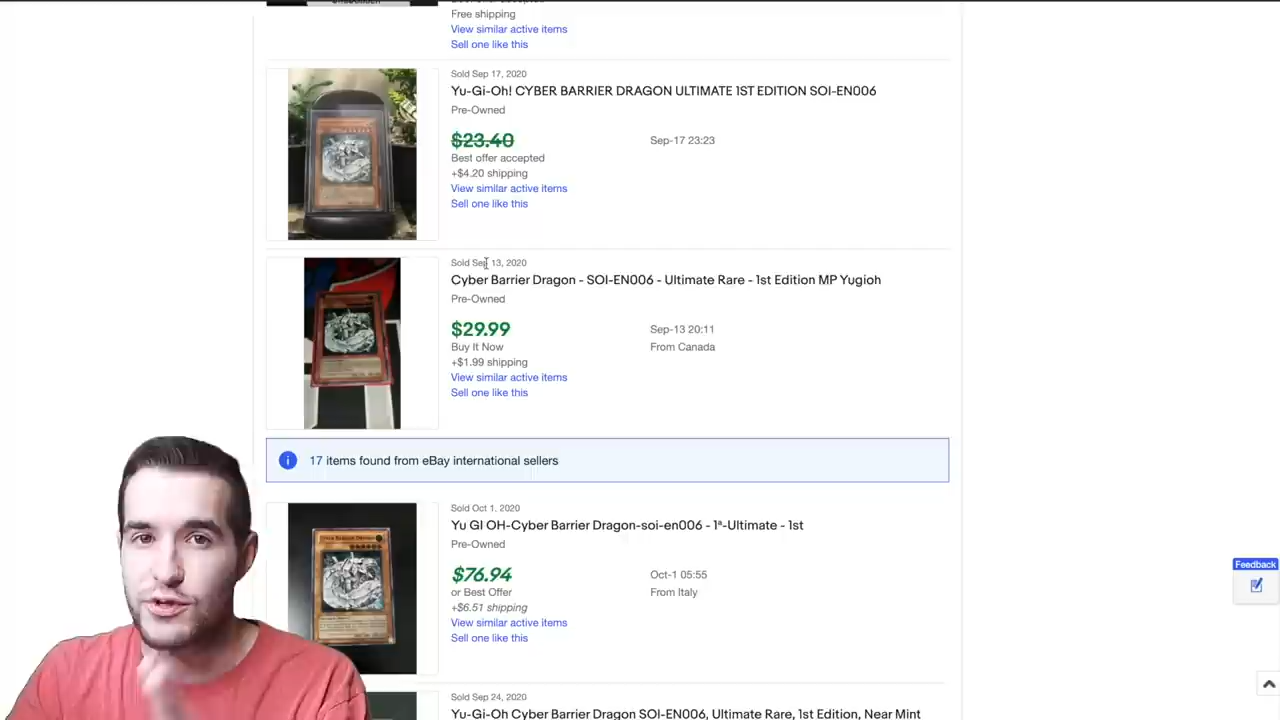 Free shipping
View similar active items
Sell one like this
Sold Sep 17, 2020
Yu-Gi-Oh! CYBER BARRIER DRAGON ULTIMATE 1ST EDITION SOI-EN006
Pre-Owned
$23.40
Sep-17 23:23
Best offer accepted
+$4.20 shipping
View similar active items
Sell one like this
Sold Sep 13, 2020
Cyber Barrier Dragon - SOI-EN006 - Ultimate Rare - 1st Edition MP Yugioh
Pre-Owned
$29.99
Sep-13 20:11
Buy It Now
From Canada
+$1.99 shipping
View similar active items
Sell one like this
17 items found from eBay international sellers
Sold Oct 1, 2020
Yu GI OH-Cyber Barrier Dragon-soi-en006 - 1ª-Ultimate - 1st
Pre-Owned
$76.94
Oct-1 05:55
or Best Offer
From Italy
+$6.51 shipping
View similar active items
Sell one like this
Feedback
Sold Sep 24, 2020
Yu-Gi-Oh Cyber Barrier Dragon SOI-EN006, Ultimate Rare, 1st Edition, Near Mint